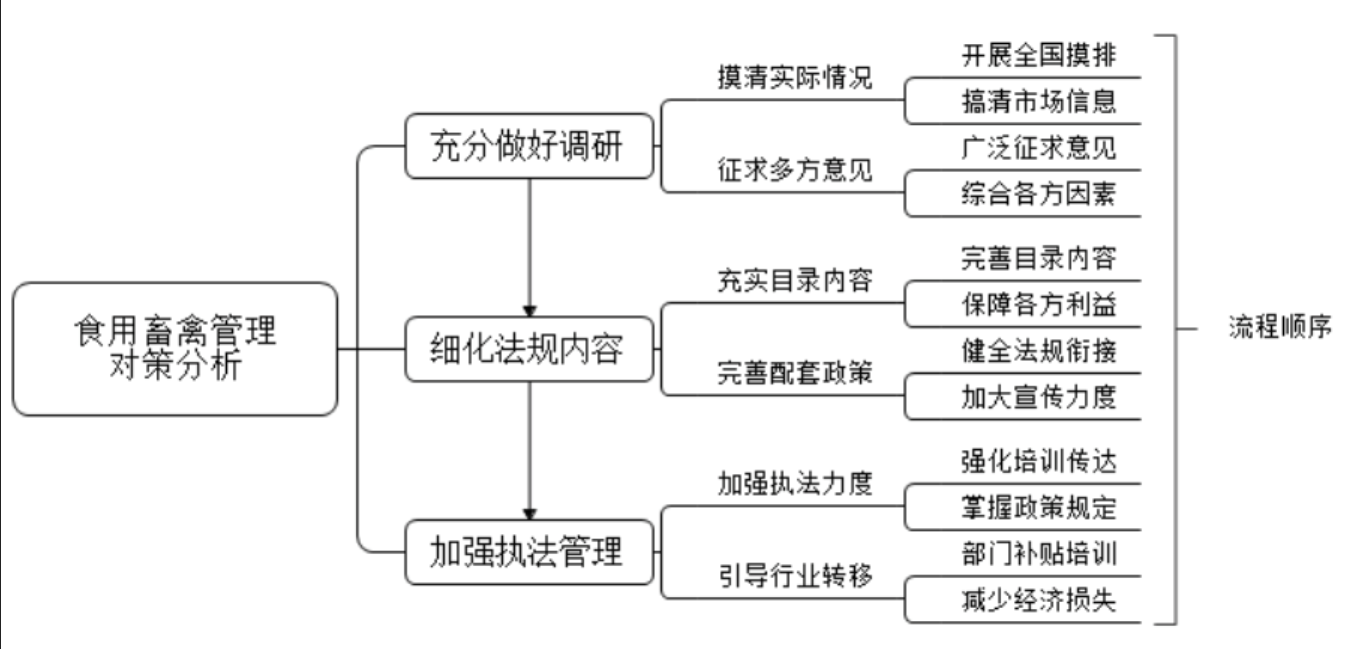 食用畜禽管理
对策分析
充分做好调研
摸清实际情况
开展全国摸排
搞清市场信息
征求多方意见
广泛征求意见
综合各方因素
细化法规内容
充实目录内容
完善目录内容
保障各方利益
完善配套政策
健全法规衔接
加大宣传力度
加强执法管理
加强执法力度
强化培训传达
掌握政策规定
引导行业转移
部门补贴培训
减少经济损失
流程顺序